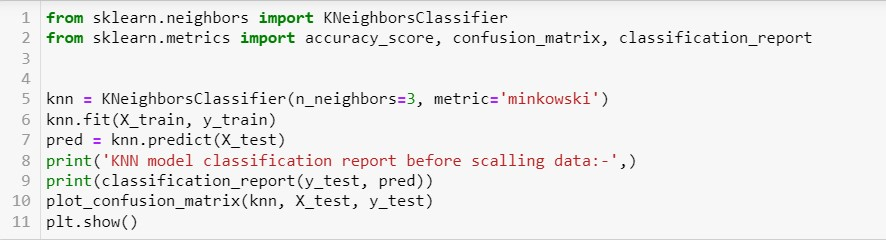 1 from sklearn.neighbors import KNeighborsClassifier
2 from sklearn.metrics import accuracy_score, confusion_matrix, classification_report
3
4
5 knn = KNeighborsClassifier(n_neighbors=3, metric='minkowski')
6 knn.fit(X_train, y_train)
7 pred = knn.predict(X_test)
8 print('KNN model classification report before scalling data:-',)
9 print(classification_report(y_test, pred))
10 plot_confusion_matrix(knn, X_test, y_test)
11 plt.show()